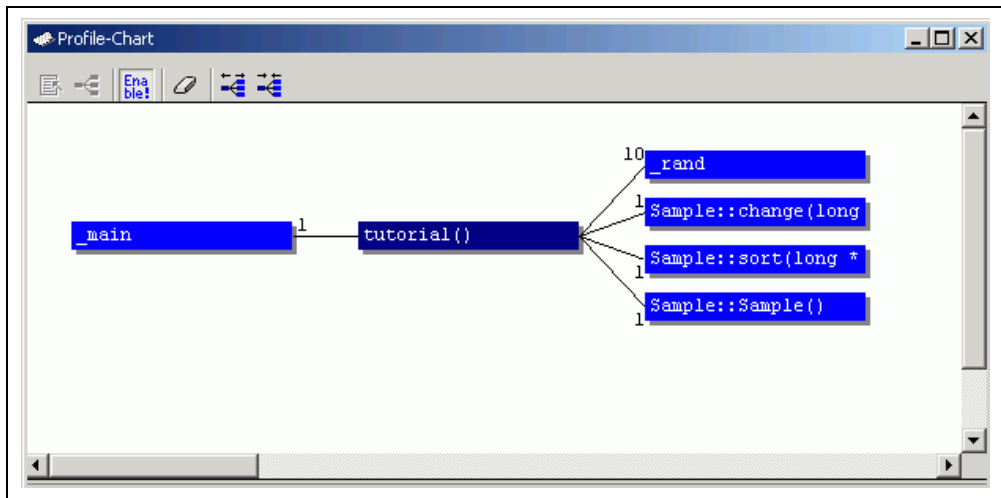 Profile-Chart
Ena
ble!
10
_rand
1
Sample::change(long
_main
1
tutorial()
Sample::sort(long *
1
Sample::Sample()
1